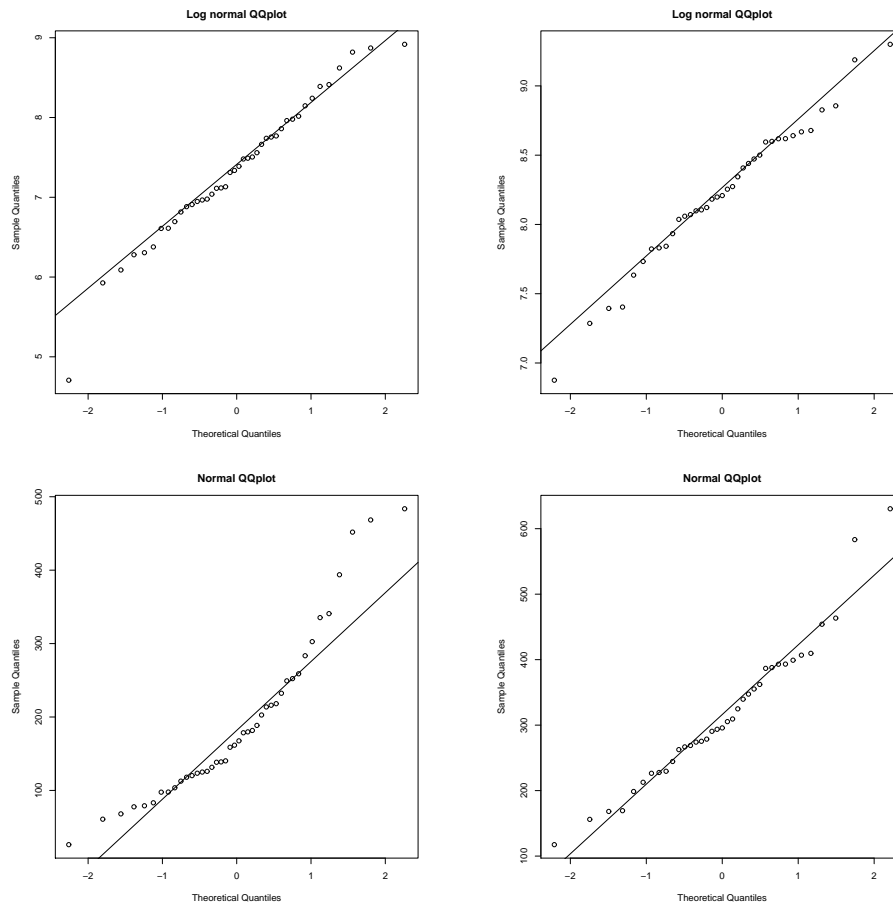 Log normal QQplot
Sample Quantiles
9
8
7
6
5
−2 −1 0 1 2
Theoretical Quantiles
Log normal QQplot
Sample Quantiles
9.0
8.5
8.0
7.5
7.0
−2 −1 0 1 2
Theoretical Quantiles
Normal QQplot
Sample Quantiles
500
400
300
200
100
−2 −1 0 1 2
Theoretical Quantiles
Normal QQplot
Sample Quantiles
600
500
400
300
200
100
−2 −1 0 1 2
Theoretical Quantiles